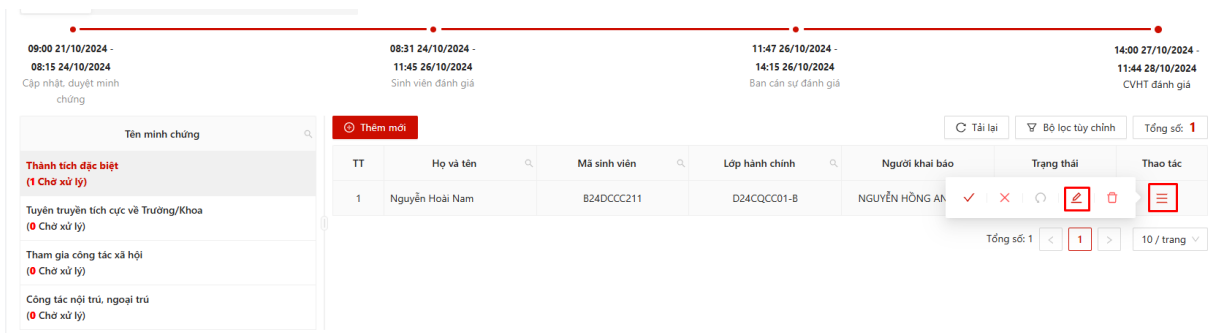 09:00 21/10/2024 -
08:15 24/10/2024
Cập nhật, duyệt minh
chứng
08:31 24/10/2024 -
11:45 26/10/2024
Sinh viên đánh giá
11:47 26/10/2024 -
14:15 26/10/2024
Ban cán sự đánh giá
14:00 27/10/2024 -
11:44 28/10/2024
CVHT đánh giá
Tên minh chứng
Thành tích đặc biệt
(1 Chờ xử lý)
Tuyên truyền tích cực về Trường/Khoa
(0 Chờ xử lý)
Tham gia công tác xã hội
(0 Chờ xử lý)
Công tác nội trú, ngoại trú
(0 Chờ xử lý)
Thêm mới
Tải lại
Bộ lọc tùy chỉnh
Tổng số: 1
TT Họ và tên Mã sinh viên Lớp hành chính Người khai báo Trạng thái Thao tác
1 Nguyễn Hoài Nam B24DCCC211 D24CQCC01-B NGUYỄN HỒNG AN
Tổng số: 1 < 1 > 10 / trang